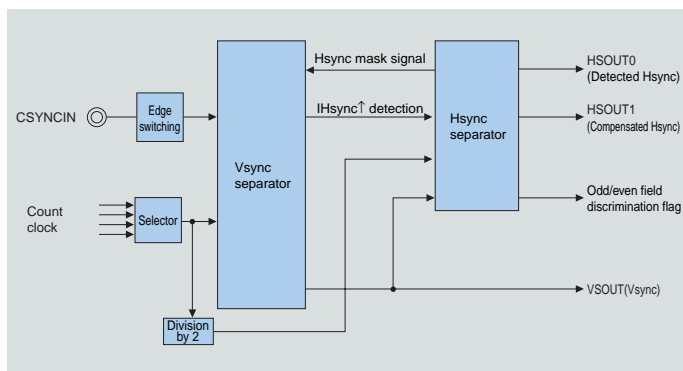 CSYNCIN
Edge
switching
Count
clock
Selector
Division
by 2
Vsync
separator
Hsync mask signal
IHsync↑ detection
Hsync
separator
HSOUT0
(Detected Hsync)
HSOUT1
(Compensated Hsync)
Odd/even field
discrimination flag
VSOUT(Vsync)